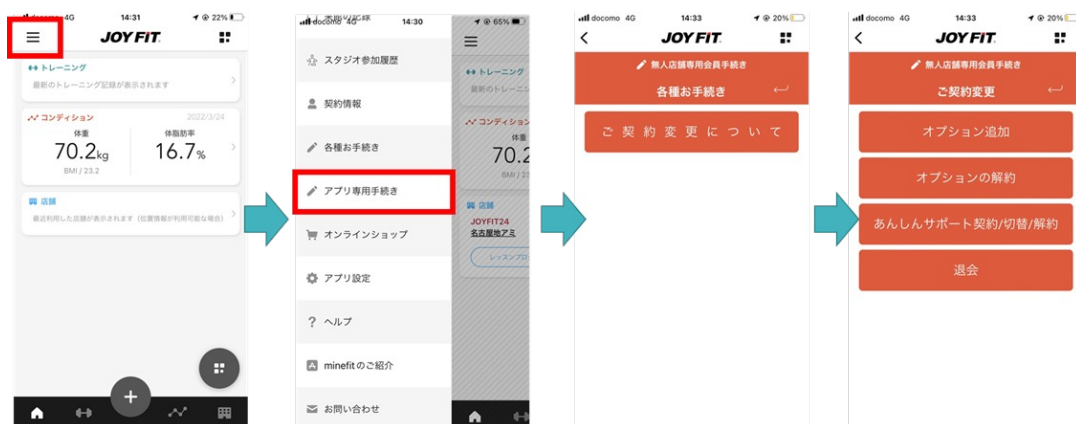 docomo 4G 14:31 22%
JOYFIT
トレーニング
最新のトレーニング記録が表示されます
コンディション 2022/3/24
体重 体脂肪率
70.2kg 16.7%
BMI / 23.2
店舗
最近利用した店舗が表示されます（位置情報が利用可能な場合）
docomo 4G 14:30 65%
スタジオ参加履歴
契約情報
各種お手続き
アプリ専用手続き
オンラインショップ
アプリ設定
ヘルプ
minefitのご紹介
お問い合わせ
トレーニング
最新のトレーニン
コンディション
体重
70.2
BMI / 23
店舗
JOYFIT24
名古屋地アミ
docomo 4G 14:33 20%
JOYFIT
無人店舗専用会員手続き
各種お手続き
ご契約変更について
docomo 4G 14:33 20%
JOYFIT
無人店舗専用会員手続き
ご契約変更
オプション追加
オプションの解約
あんしんサポート契約/切替/解約
退会